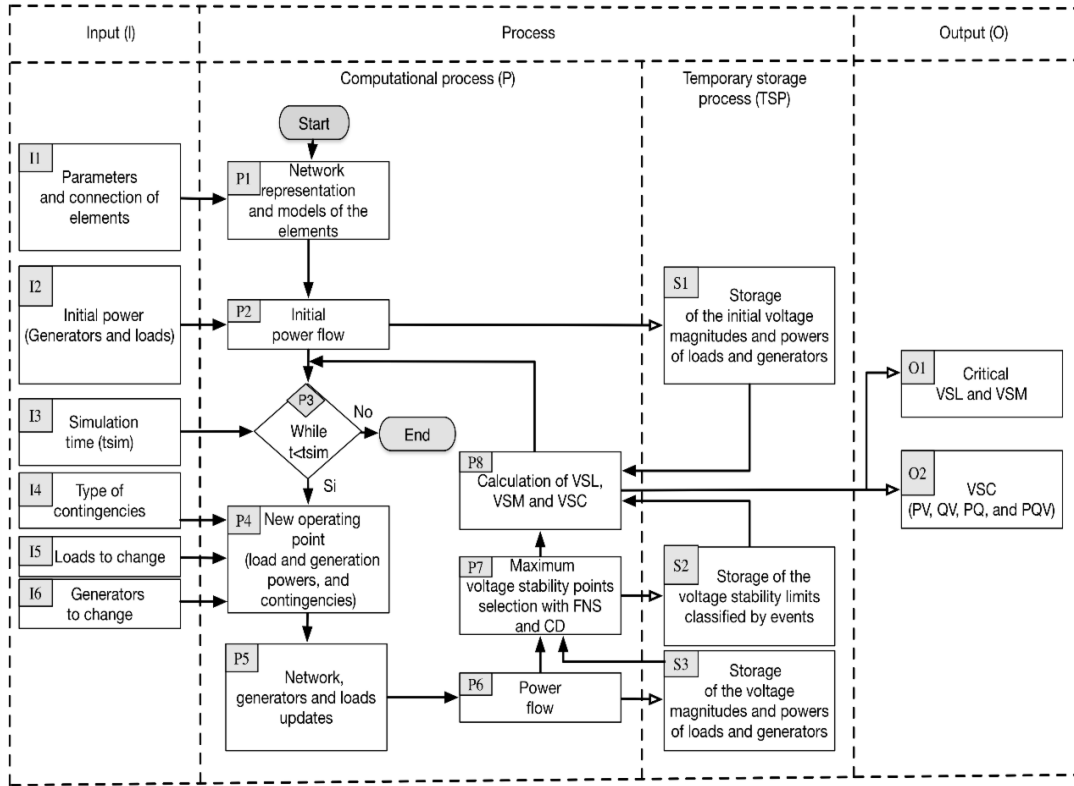 Input (I)
Process
Output (O)
Computational process (P)
Temporary storage
process (TSP)
Start
I1
Parameters
and connection of
elements
P1
Network
representation
and models of the
elements
I2
Initial power
(Generators and loads)
P2
Initial
power flow
S1
Storage
of the initial voltage
magnitudes and powers
of loads and generators
I3
Simulation
time (tsim)
P3
While
t<tsim
No
End
Si
O1
Critical
VSL and VSM
I4
Type of
contingencies
I5
Loads to change
I6
Generators
to change
P4
New operating
point
(load and generation
powers, and
contingencies)
P8
Calculation of VSL,
VSM and VSC
O2
VSC
(PV, QV, PQ, and PQV)
P7
Maximum
voltage stability points
selection with FNS
and CD
S2
Storage of the
voltage stability limits
classified by events
P5
Network,
generators and loads
updates
P6
Power
flow
S3
Storage
of the voltage
magnitudes and powers
of loads and generators